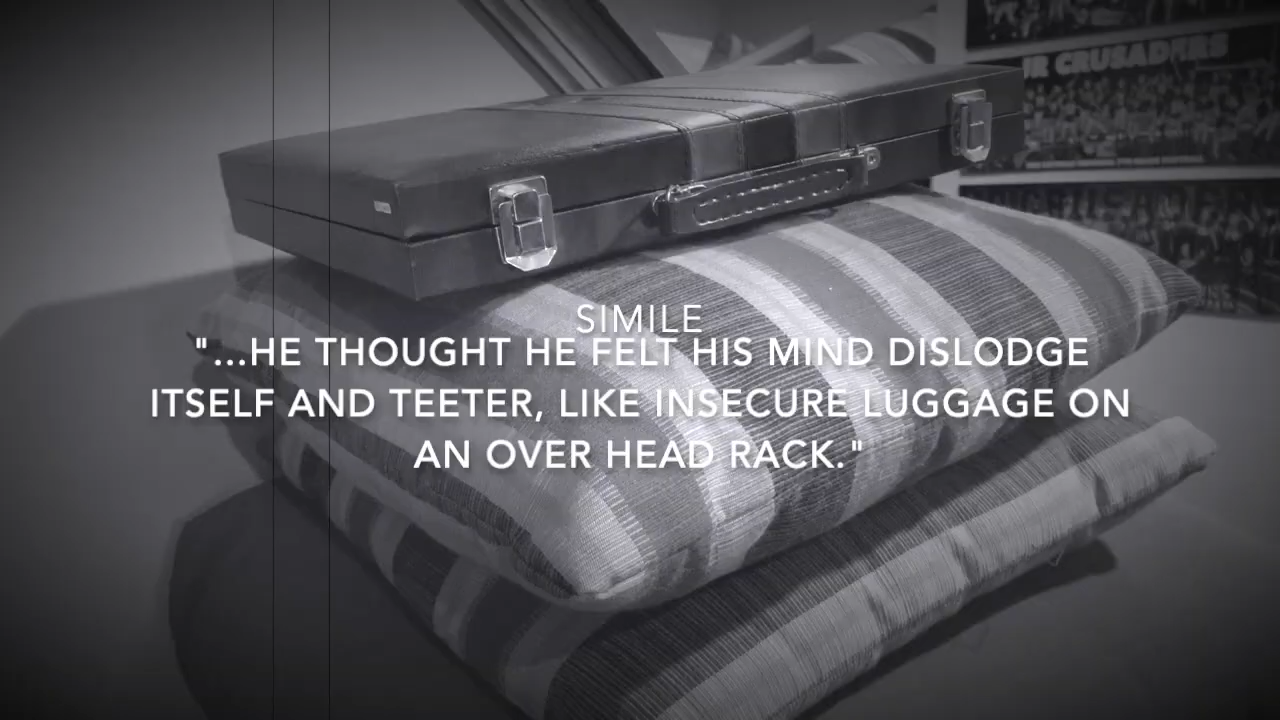 UR CRUSADERS
SIMILE
"...HE THOUGHT HE FELT HIS MIND DISLODGE
ITSELF AND TEETER, LIKE INSECURE LUGGAGE ON
AN OVER HEAD RACK."